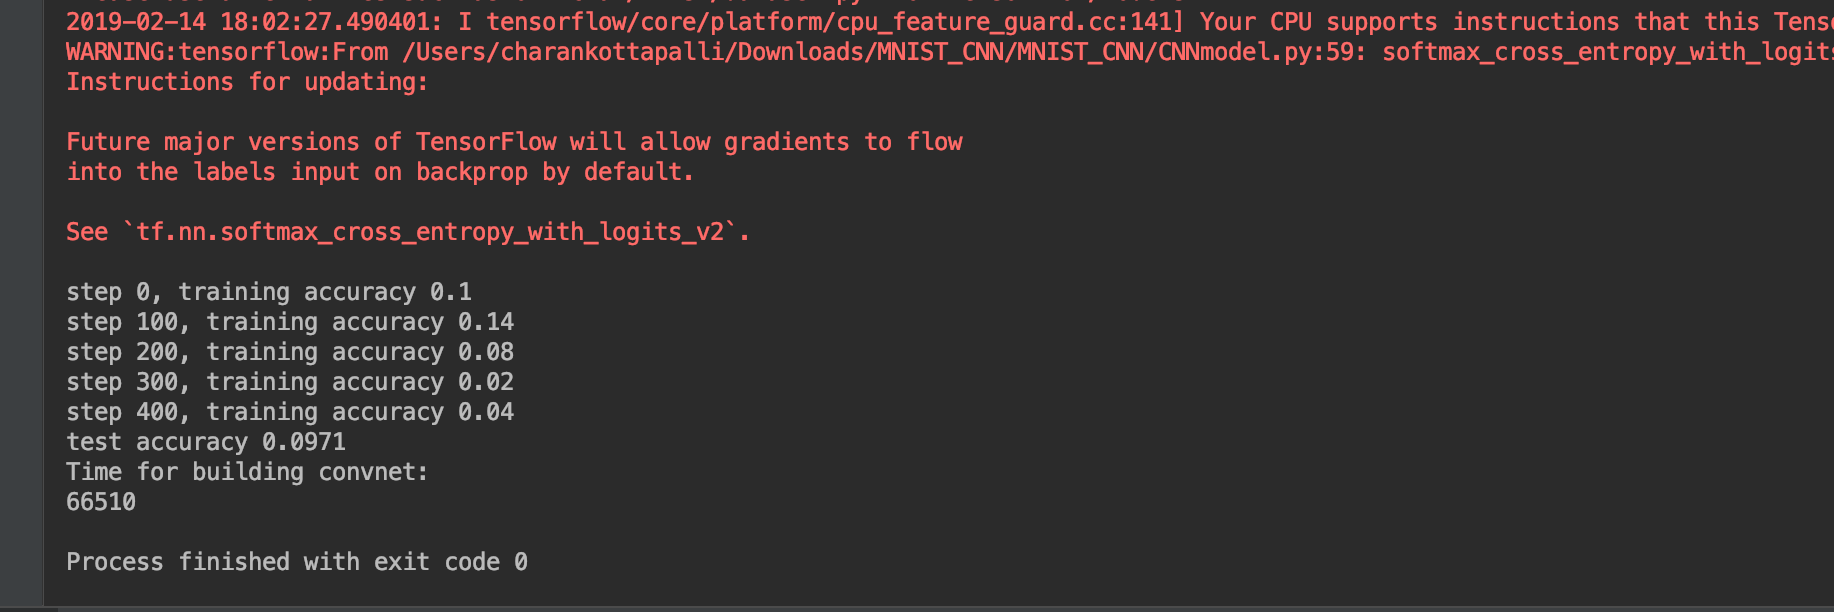 2019-02-14 18:02:27.490401: I tensorflow/core/platform/cpu_feature_guard.cc:141] Your CPU supports instructions that this
WARNING:tensorflow:From /Users/charankottapalli/Downloads/MNIST_CNN/MNIST_CNN/CNNmodel.py:59: softmax_cross_entropy_with_logits
Instructions for updating:
Future major versions of TensorFlow will allow gradients to flow
into the labels input on backprop by default.
See `tf.nn.softmax_cross_entropy_with_logits_v2`.
step 0, training accuracy 0.1
step 100, training accuracy 0.14
step 200, training accuracy 0.08
step 300, training accuracy 0.02
step 400, training accuracy 0.04
test accuracy 0.0971
Time for building convnet:
66510
Process finished with exit code 0